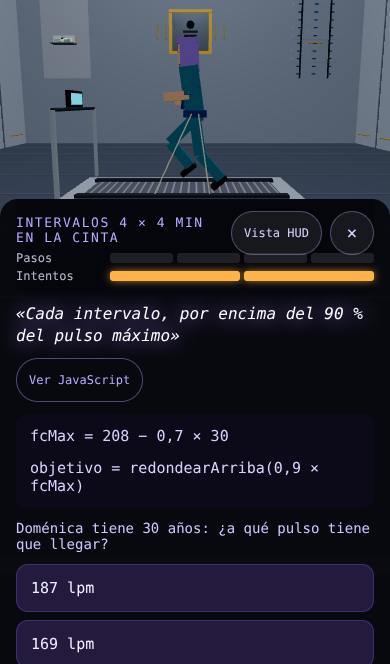 INTERVALOS 4 × 4 MIN
EN LA CINTA
Vista HUD
×
Pasos
Intentos
«Cada intervalo, por encima del 90 %
del pulso máximo»
Ver JavaScript
fcMax = 208 − 0,7 × 30
objetivo = redondearArriba(0,9 ×
fcMax)
Doménica tiene 30 años: ¿a qué pulso tiene
que llegar?
187 lpm
169 lpm